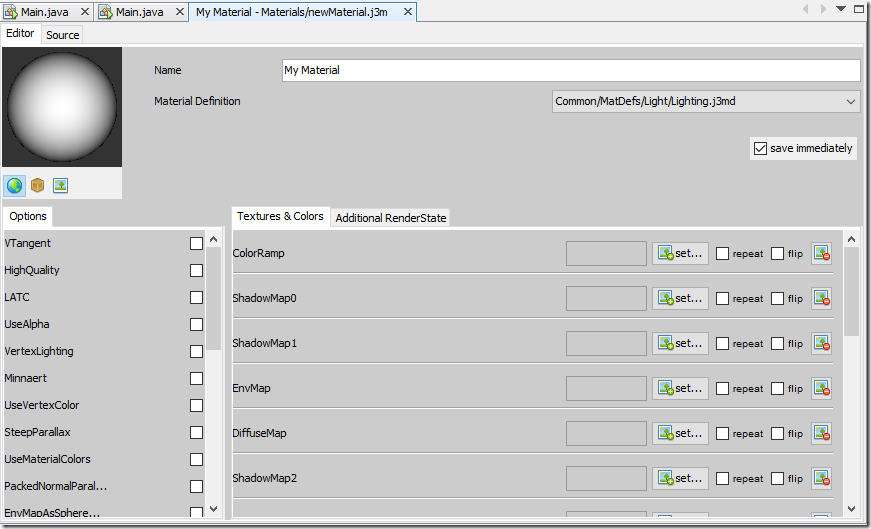 Main.java
Main.java
My Material - Materials/newMaterial.j3m
Editor
Source
Name
My Material
Material Definition
Common/MatDefs/Light/Lighting.j3md
save immediately
Options
VTangent
HighQuality
LATC
UseAlpha
VertexLighting
Minnaert
UseVertexColor
SteepParallax
UseMaterialColors
PackedNormalParal...
EnvMapAsSphere...
Textures & Colors
Additional RenderState
ColorRamp set... repeat flip
ShadowMap0 set... repeat flip
ShadowMap1 set... repeat flip
EnvMap set... repeat flip
DiffuseMap set... repeat flip
ShadowMap2 set... repeat flip